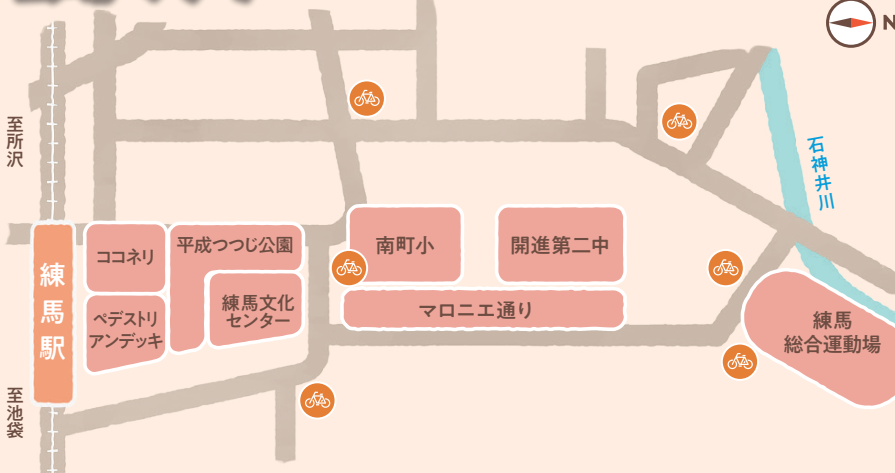 N
至所沢
石神井川
練馬駅
ココネリ
平成つつじ公園
南町小
開進第二中
ペデストリ
アンデッキ
練馬文化
センター
マロニエ通り
練馬
総合運動場
至池袋